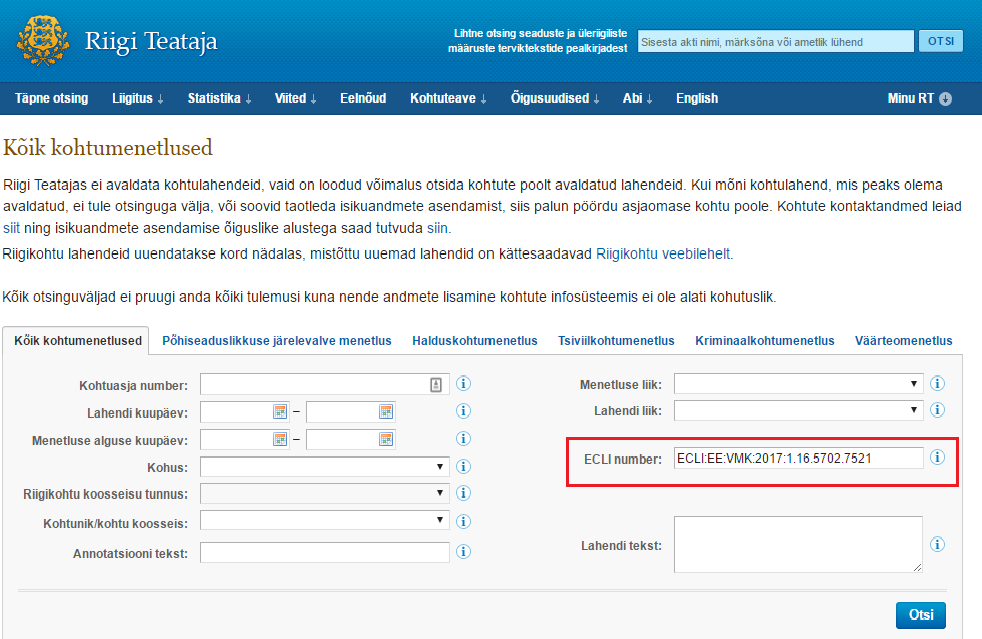 Riigi Teataja
Lihtne otsing seaduste ja üleriigiliste
määruste terviktekstide pealkirjadest
Sisesta akti nimi, märksõna või ametlik lühend
OTSI
Täpne otsing Liigitus ↓ Statistika ↓ Viited ↓ Eelnõud Kohtuteave ↓ Õigusuudised ↓ Abi ↓ English Minu RT
Kõik kohtumenetlused
Riigi Teatajas ei avaldata kohtulahendeid, vaid on loodud võimalus otsida kohtute poolt avaldatud lahendeid. Kui mõni kohtulahend, mis peaks olema
avaldatud, ei tule otsinguga välja, või soovid taotleda isikuandmete asendamist, siis palun pöördu asjaomase kohtu poole. Kohtute kontaktandmed leiad
siit ning isikuandmete asendamise õiguslike alustega saad tutvuda siin.
Riigikohtu lahendeid uuendatakse kord nädalas, mistõttu uuemad lahendid on kättesaadavad Riigikohtu veebilehelt.
Kõik otsinguväljad ei pruugi anda kõiki tulemusi kuna nende andmete lisamine kohtute infosüsteemis ei ole alati kohutuslik.
Kõik kohtumenetlused Põhiseaduslikkuse järelevalve menetlus Halduskohtumenetlus Tsiviilkohtumenetlus Kriminaalkohtumenetlus Väärteomenetlus
Kohtuasja number:
Lahendi kuupäev: –
Menetluse alguse kuupäev: –
Kohus:
Riigikohtu koosseisu tunnus:
Kohtunik/kohtu koosseis:
Annotatsiooni tekst:
Menetluse liik:
Lahendi liik:
ECLI number: ECLI:EE:VMK:2017:1.16.5702.7521
Lahendi tekst:
Otsi